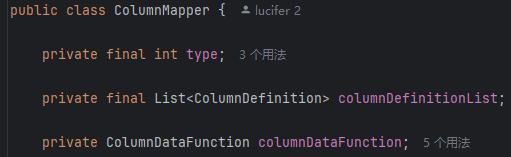 public class ColumnMapper { lucifer 2
private final int type; 3 个用法
private final List<ColumnDefinition> columnDefinitionList;
private ColumnDataFunction columnDataFunction; 5 个用法